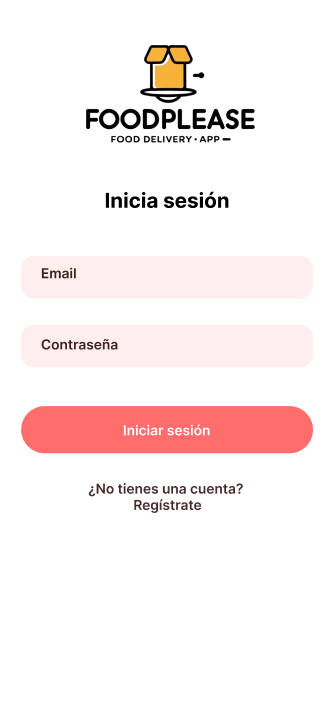 FOODPLEASE
FOOD DELIVERY • APP
Inicia sesión
Email
Contraseña
Iniciar sesión
¿No tienes una cuenta?
Regístrate